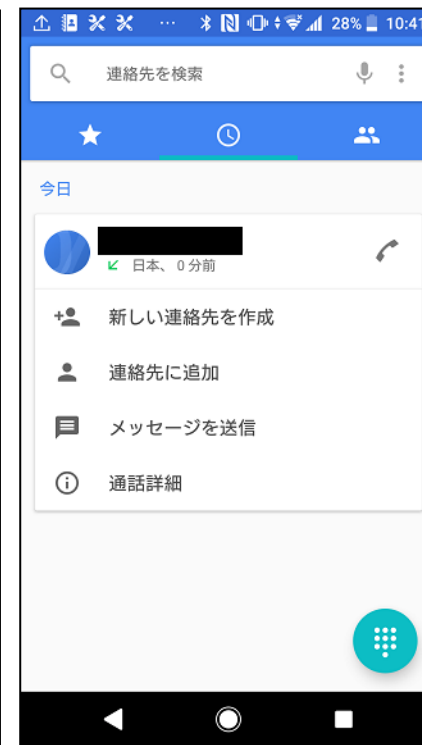 28% 10:41
連絡先を検索
今日
日本、0 分前
新しい連絡先を作成
連絡先に追加
メッセージを送信
通話詳細